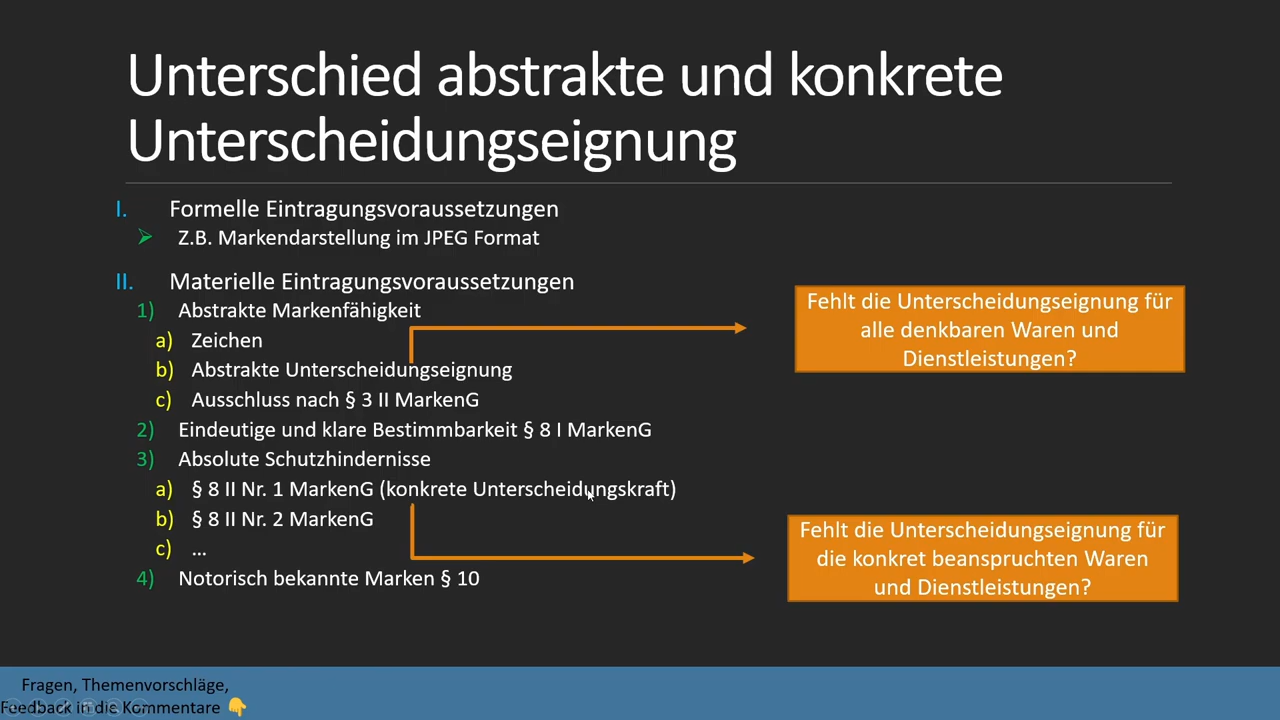 Unterschied abstrakte und konkrete
Unterscheidungseignung
I. Formelle Eintragungsvoraussetzungen
Z.B. Markendarstellung im JPEG Format
II. Materielle Eintragungsvoraussetzungen
1) Abstrakte Markenfähigkeit
a) Zeichen
b) Abstrakte Unterscheidungseignung
c) Ausschluss nach § 3 II MarkenG
2) Eindeutige und klare Bestimmbarkeit § 8 I MarkenG
3) Absolute Schutzhindernisse
a) § 8 II Nr. 1 MarkenG (konkrete Unterscheidungskraft)
b) § 8 II Nr. 2 MarkenG
c) ...
4) Notorisch bekannte Marken § 10
Fehlt die Unterscheidungseignung für
alle denkbaren Waren und
Dienstleistungen?
Fehlt die Unterscheidungseignung für
die konkret beanspruchten Waren
und Dienstleistungen?
Fragen, Themenvorschläge,
Feedback in die Kommentare 👇